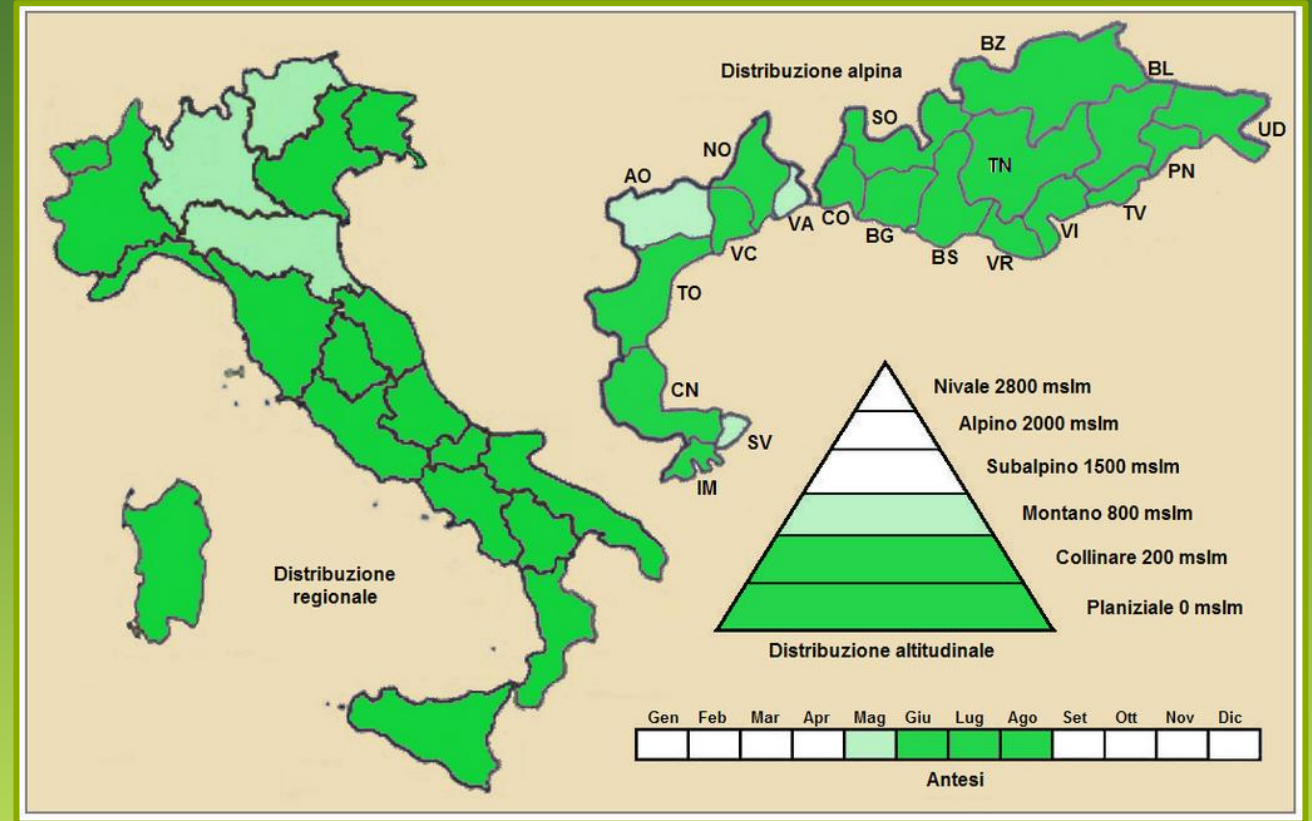 Distribuzione alpina
BZ
BL
SO
UD
NO
TN
PN
AO
TV
VA
CO
VI
BG
VC
BS
VR
TO
CN
SV
IM
Nivale 2800 mslm
Alpino 2000 mslm
Subalpino 1500 mslm
Montano 800 mslm
Collinare 200 mslm
Planiziale 0 mslm
Distribuzione altitudinale
Distribuzione
regionale
Gen Feb Mar Apr Mag Giu Lug Ago Set Ott Nov Dic
Antesi